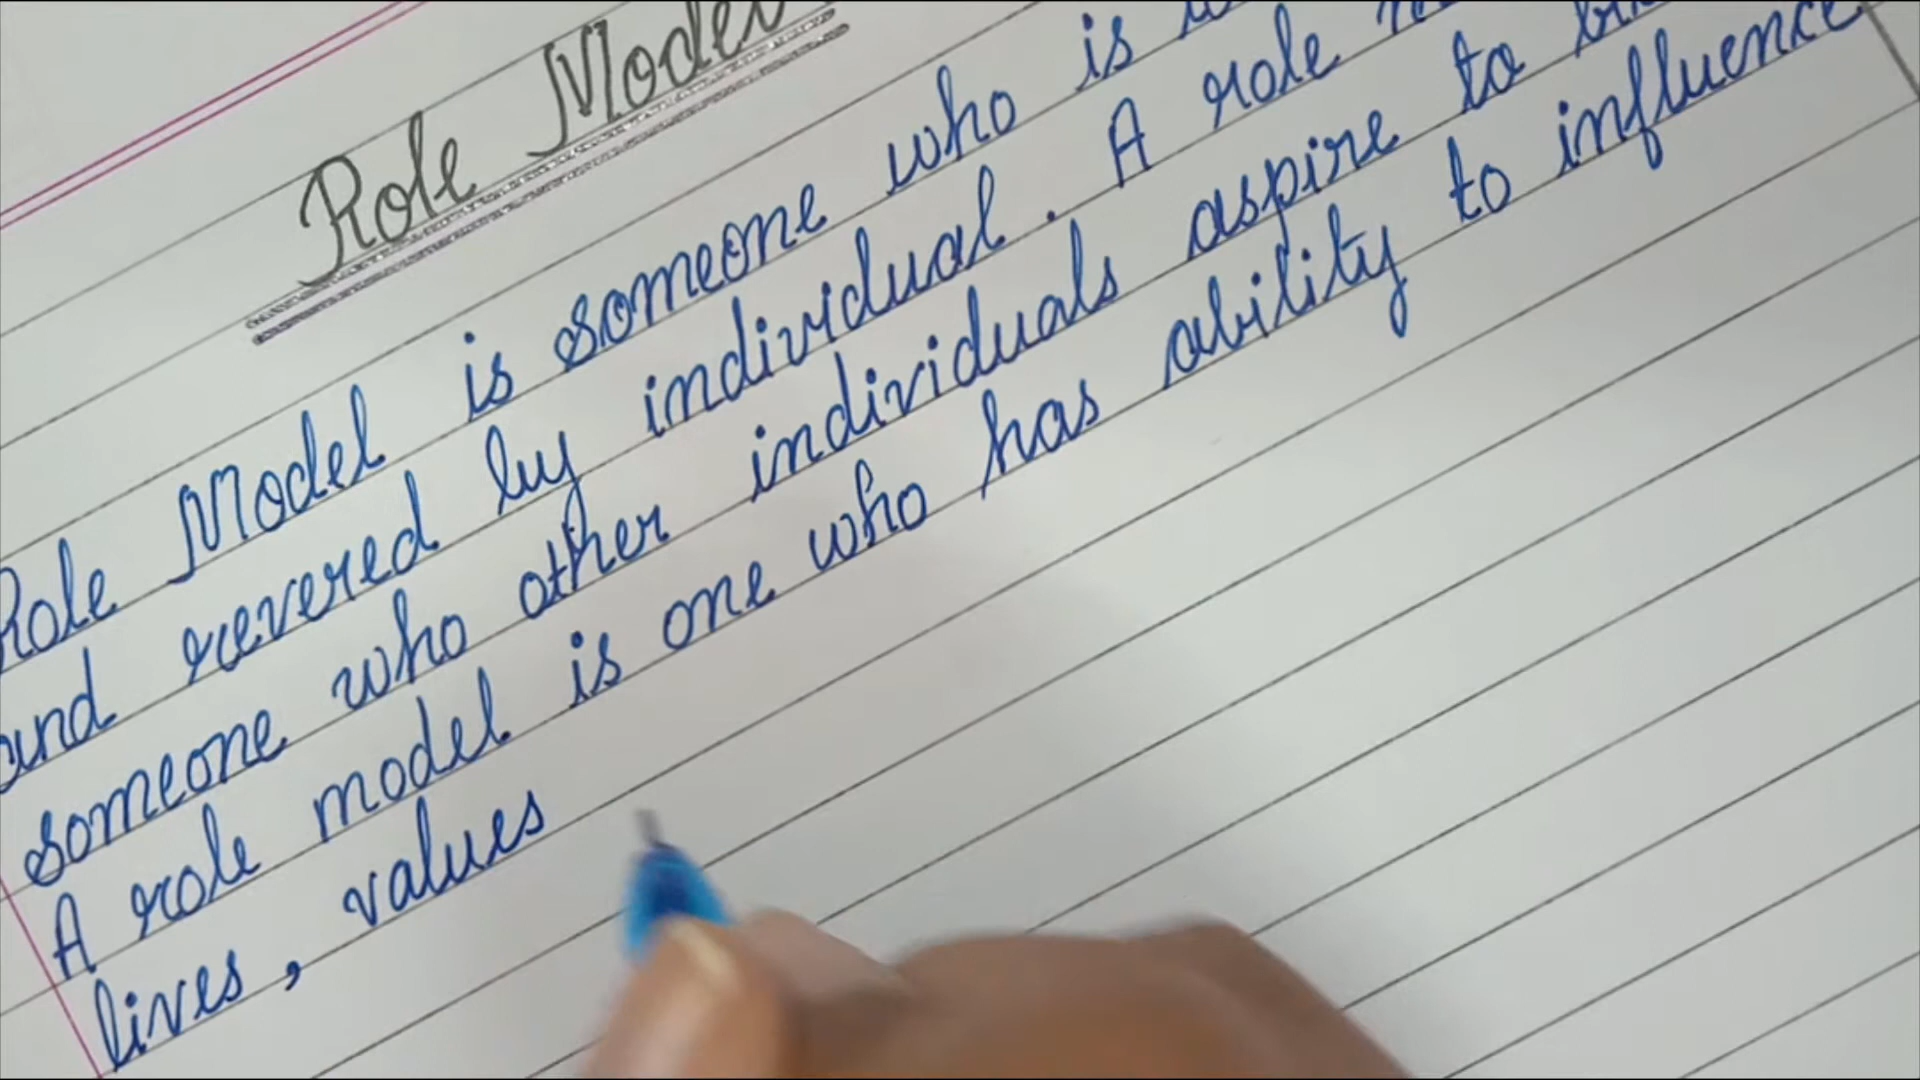 Role Model
Role Model is someone who is
and revered by individual. A role
someone who other individuals aspire to
A role model is one who has ability to influence
lives, values